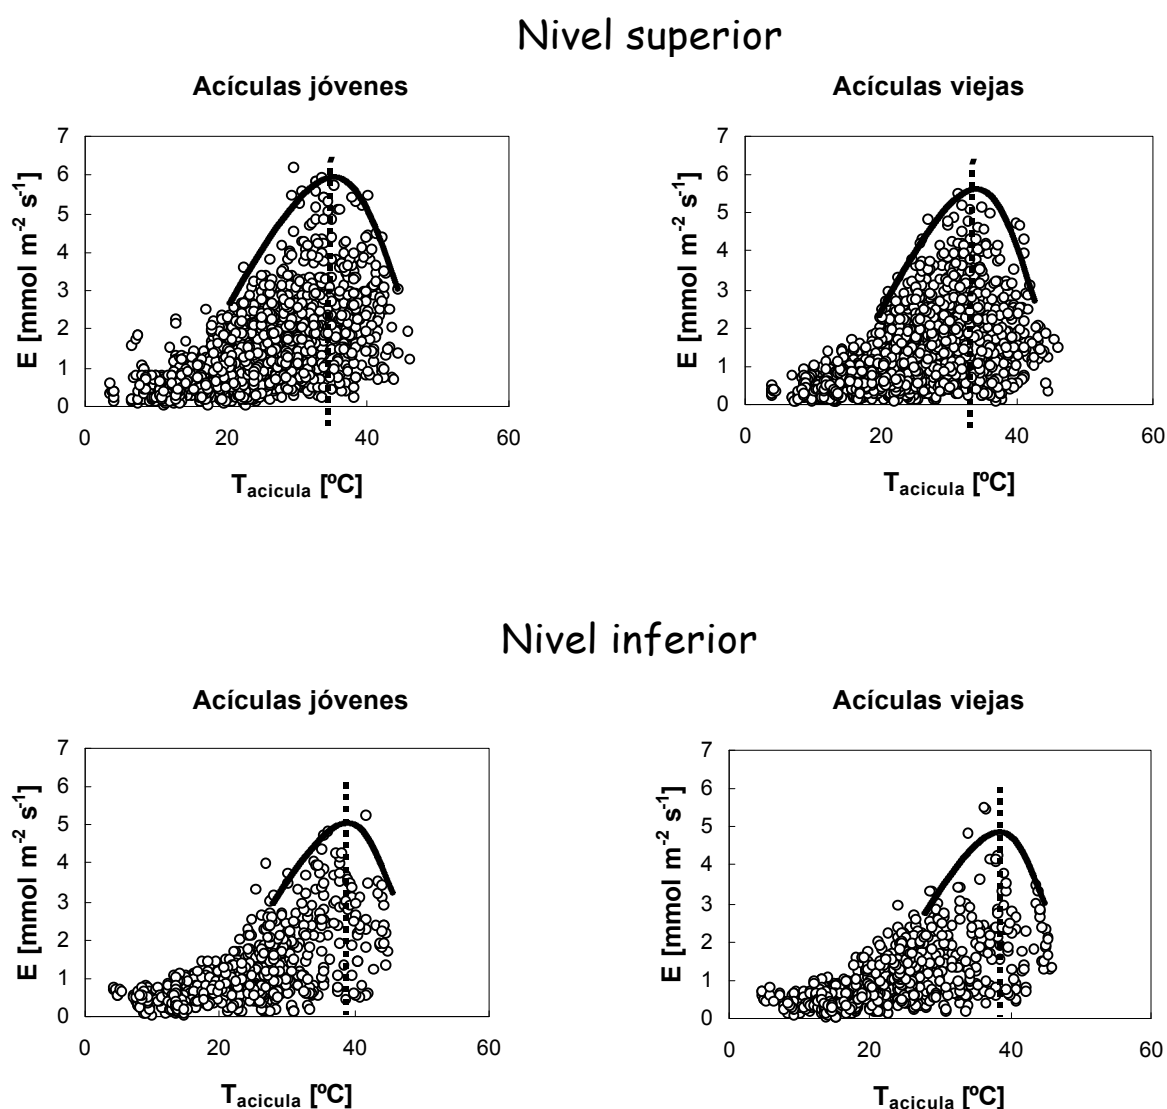 Nivel superior
Acículas jóvenes
7
6
5
4
3
2
1
0
E [mmol m-2 s-1]
0 20 40 60
Tacicula [ºC]
Acículas viejas
7
6
5
4
3
2
1
0
E [mmol m-2 s-1]
0 20 40 60
Tacicula [ºC]
Nivel inferior
Acículas jóvenes
7
6
5
4
3
2
1
0
E [mmol m-2 s-1]
0 20 40 60
Tacicula [ºC]
Acículas viejas
7
6
5
4
3
2
1
0
E [mmol m-2 s-1]
0 20 40 60
Tacicula [ºC]